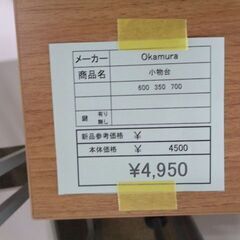 メーカー Okamura
商品名 小物台
600 350 700
鍵 有り 無し
新品参考価格 ￥
本体価格 ￥ 4500
￥4,950